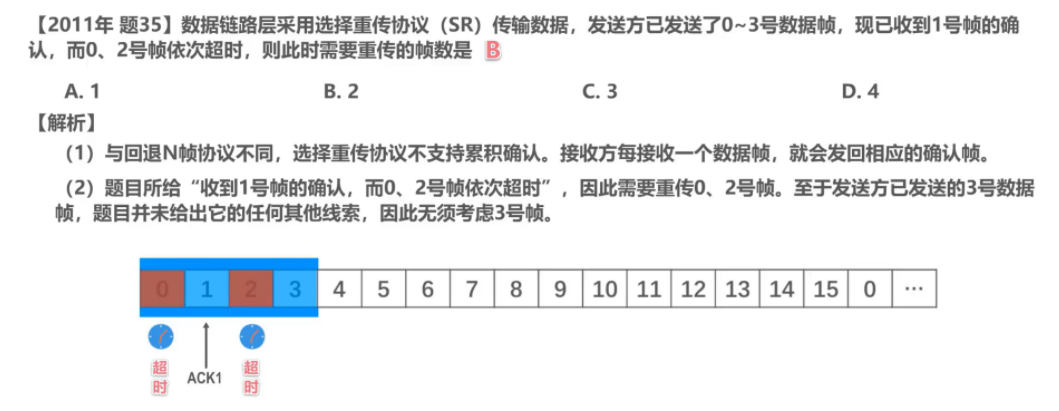 【2011年 题35】数据链路层采用选择重传协议（SR）传输数据，发送方已发送了0~3号数据帧，现已收到1号帧的确
认，而0、2号帧依次超时，则此时需要重传的帧数是 B
A. 1 B. 2 C. 3 D. 4
【解析】
（1）与回退N帧协议不同，选择重传协议不支持累积确认。接收方每接收一个数据帧，就会发回相应的确认帧。
（2）题目所给“收到1号帧的确认，而0、2号帧依次超时”，因此需要重传0、2号帧。至于发送方已发送的3号数据
帧，题目并未给出它的任何其他线索，因此无须考虑3号帧。
0 1 2 3 4 5 6 7 8 9 10 11 12 13 14 15 0 ···
超时 ACK1 超时